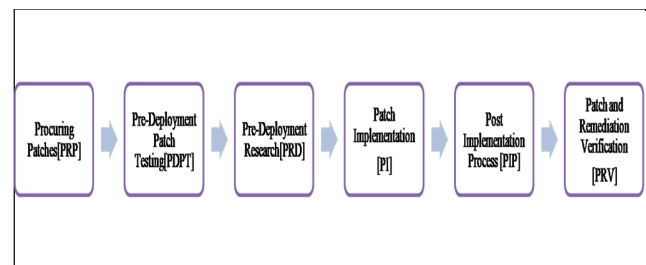 Procuring
Patches[PRP]
Pre-Deployment
Patch
Testing[PDPT]
Pre-Deployment
Research[PRD]
Patch
Implementation
[PI]
Post
Implementation
Process [PIP]
Patch and
Remediation
Verification
[PRV]